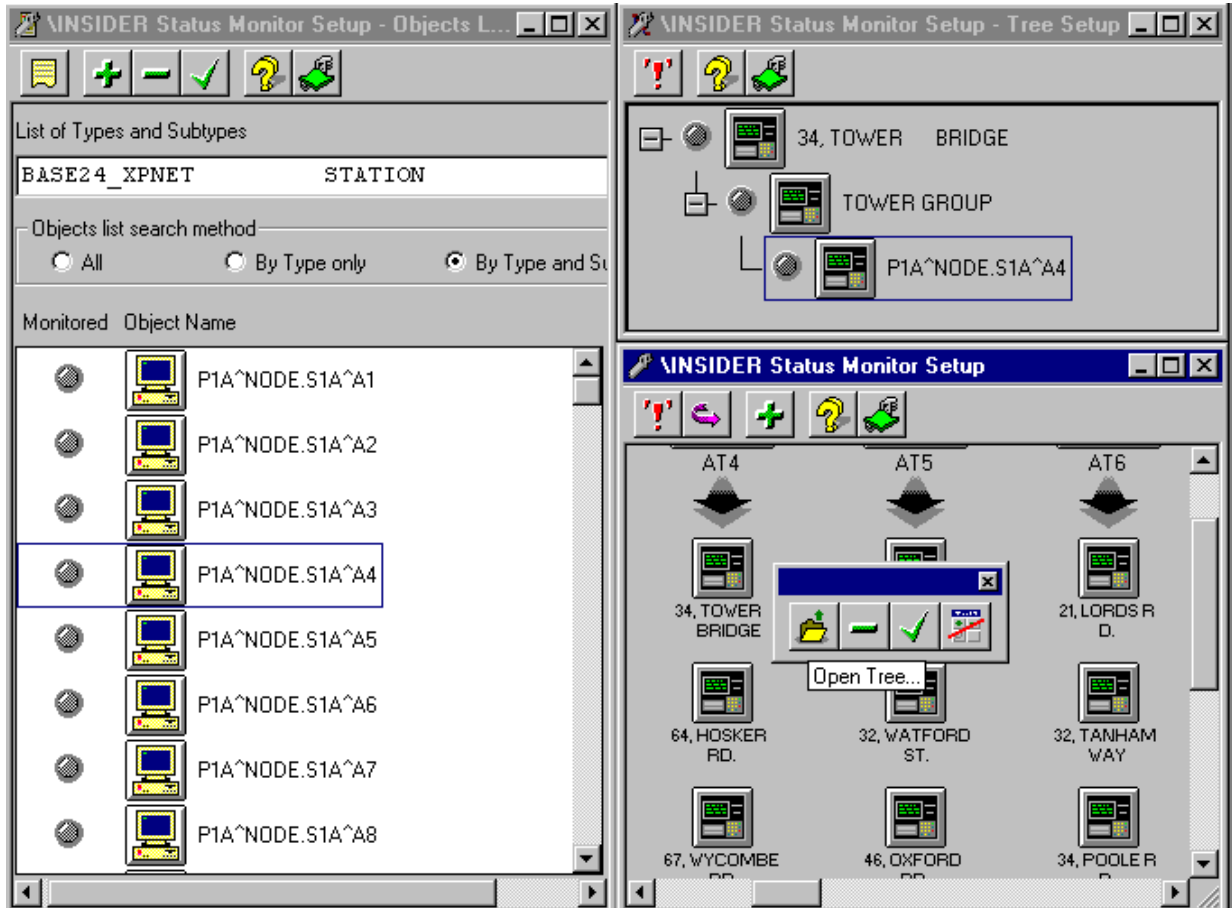 \INSIDER Status Monitor Setup - Objects L...
List of Types and Subtypes
BASE24_XPNET STATION
Objects list search method
All By Type only By Type and Su
Monitored Object Name
P1A^NODE.S1A^A1
P1A^NODE.S1A^A2
P1A^NODE.S1A^A3
P1A^NODE.S1A^A4
P1A^NODE.S1A^A5
P1A^NODE.S1A^A6
P1A^NODE.S1A^A7
P1A^NODE.S1A^A8
\INSIDER Status Monitor Setup - Tree Setup
34, TOWER BRIDGE
TOWER GROUP
P1A^NODE.S1A^A4
\INSIDER Status Monitor Setup
AT4 AT5 AT6
34, TOWER
BRIDGE
21, LORDS R
D.
Open Tree...
64, HOSKER
RD.
32, WATFORD
ST.
32, TANHAM
WAY
67, WYCOMBE
46, OXFORD
34, POOLE R